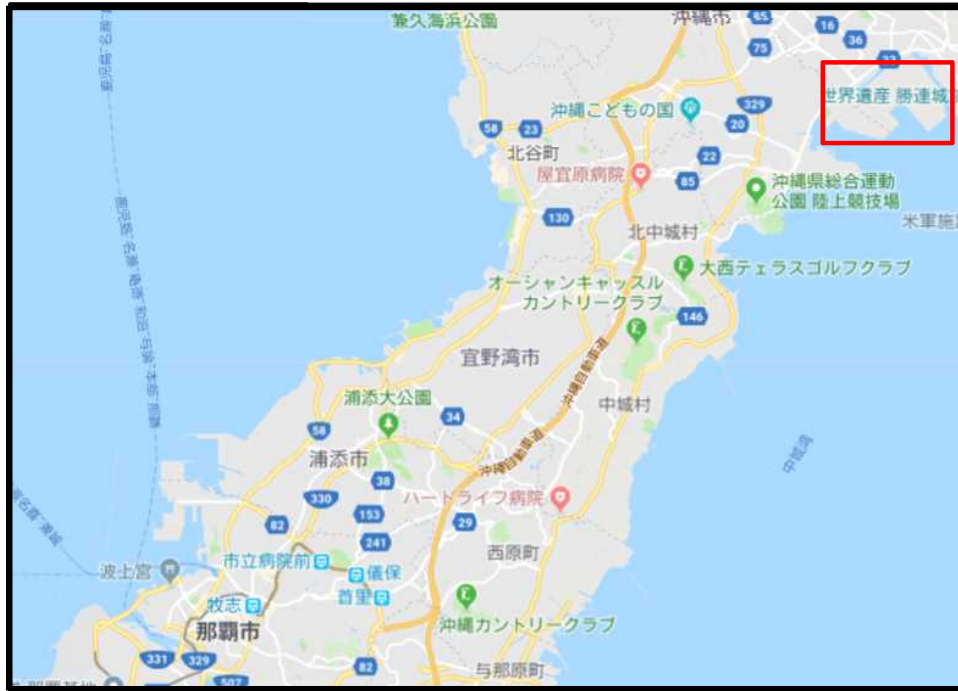 兼久海浜公園
沖縄市
85
16
36
75
33
世界遺産 勝連城
沖縄こどもの国
329
58
23
20
北谷町
22
屋宜原病院
85
沖縄県総合運動
公園 陸上競技場
130
北中城村
米軍施設
大西テェラスゴルフクラブ
オーシャンキャッスル
カントリークラブ
146
宜野湾市
沖縄自動車道
浦添大公園
中城村
34
58
中城湾
浦添市
沖縄自動車道
38
330
ハートライフ病院
153
82
29
241
西原町
市立病院前
波上宮
儀保
首里
牧志
那覇市
沖縄カントリークラブ
331
329
82
与那原町
507